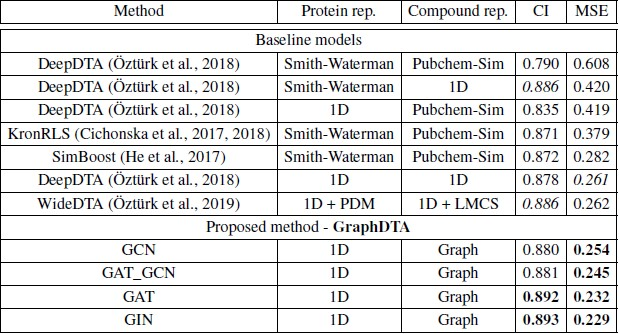 Method Protein rep. Compound rep. CI MSE
Baseline models
DeepDTA (Öztürk et al., 2018) Smith-Waterman Pubchem-Sim 0.790 0.608
DeepDTA (Öztürk et al., 2018) Smith-Waterman 1D 0.886 0.420
DeepDTA (Öztürk et al., 2018) 1D Pubchem-Sim 0.835 0.419
KronRLS (Cichonska et al., 2017, 2018) Smith-Waterman Pubchem-Sim 0.871 0.379
SimBoost (He et al., 2017) Smith-Waterman Pubchem-Sim 0.872 0.282
DeepDTA (Öztürk et al., 2018) 1D 1D 0.878 0.261
WideDTA (Öztürk et al., 2019) 1D + PDM 1D + LMCS 0.886 0.262
Proposed method - GraphDTA
GCN 1D Graph 0.880 0.254
GAT_GCN 1D Graph 0.881 0.245
GAT 1D Graph 0.892 0.232
GIN 1D Graph 0.893 0.229